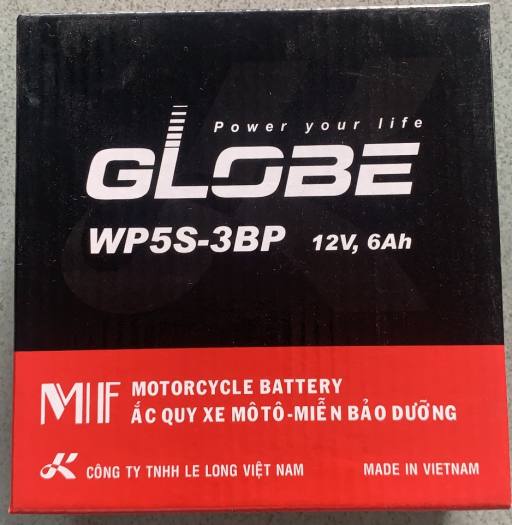 Power your life
GLOBE
WP5S-3BP 12V, 6Ah
MF MOTORCYCLE BATTERY
ẮC QUY XE MÔTÔ-MIỄN BẢO DƯỠNG
CÔNG TY TNHH LE LONG VIỆT NAM MADE IN VIETNAM